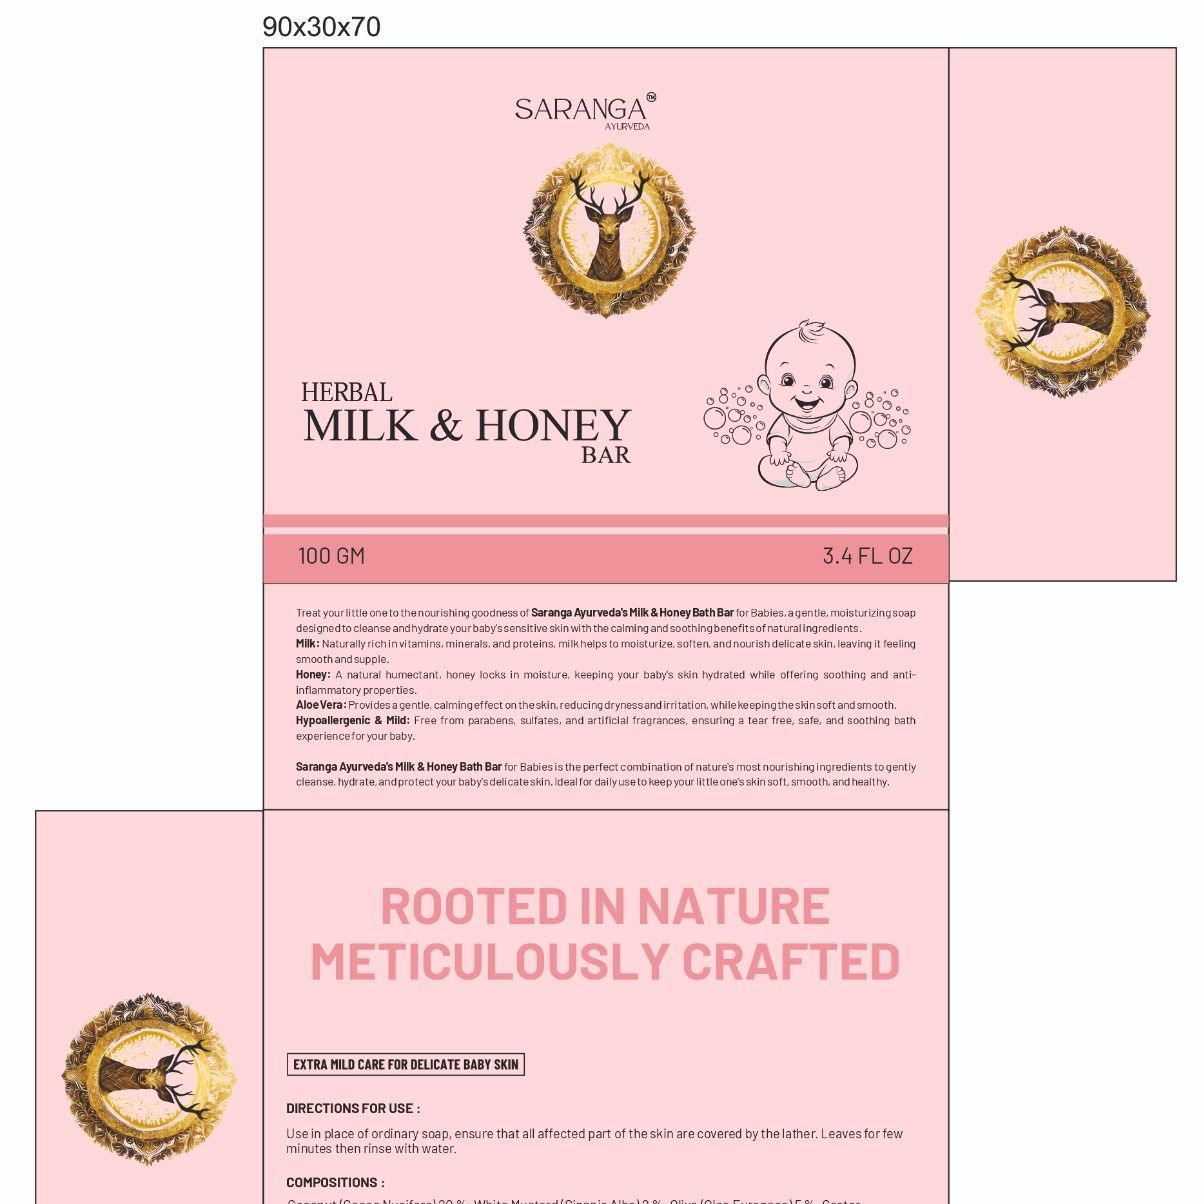 90x30x70
SARANGA
TM
AYURVEDA
HERBAL
MILK & HONEY
BAR
100 GM
3.4 FL OZ
Treat your little one to the nourishing goodness of Saranga Ayurveda's Milk & Honey Bath Bar for Babies, a gentle, moisturizing soap
designed to cleanse and hydrate your baby's sensitive skin with the calming and soothing benefits of natural ingredients.
Milk: Naturally rich in vitamins, minerals, and proteins, milk helps to moisturize, soften, and nourish delicate skin, leaving it feeling
smooth and supple.
Honey: A natural humectant, honey locks in moisture, keeping your baby's skin hydrated while offering soothing and anti-
inflammatory properties.
Aloe Vera: Provides a gentle, calming effect on the skin, reducing dryness and irritation, while keeping the skin soft and smooth.
Hypoallergenic & Mild: Free from parabens, sulfates, and artificial fragrances, ensuring a tear free, safe, and soothing bath
experience for your baby.
Saranga Ayurveda's Milk & Honey Bath Bar for Babies is the perfect combination of nature's most nourishing ingredients to gently
cleanse, hydrate, and protect your baby's delicate skin. Ideal for daily use to keep your little one's skin soft, smooth, and healthy.
ROOTED IN NATURE
METICULOUSLY CRAFTED
EXTRA MILD CARE FOR DELICATE BABY SKIN
DIRECTIONS FOR USE :
Use in place of ordinary soap, ensure that all affected part of the skin are covered by the lather. Leaves for few
minutes then rinse with water.
COMPOSITIONS :